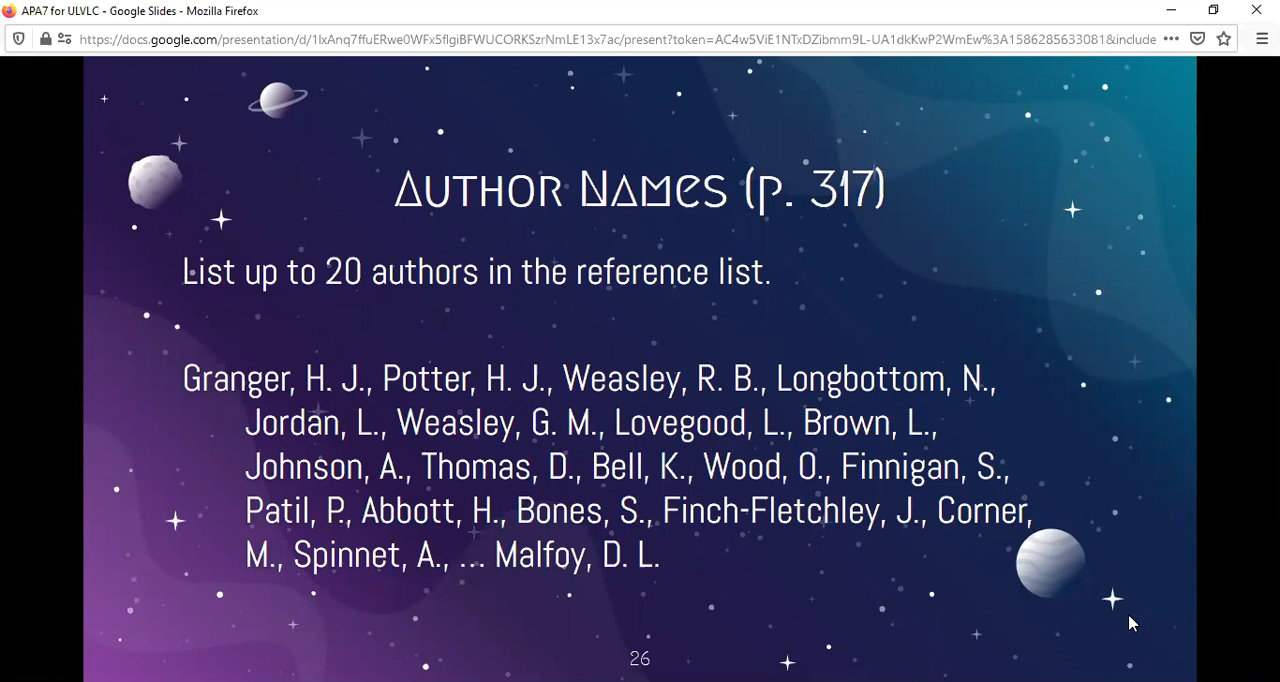 APA7 for ULVLC - Google Slides - Mozilla Firefox
https://docs.google.com/presentation/d/1lxAnq7ffuERwe0WFx5flgiBFWUCORKSzrNmLE13x7ac/present?token=AC4w5ViE1NTxDZibmm9L-UA1dkKwP2WmEw%3A1586285633081&include
Author Names (p. 317)
List up to 20 authors in the reference list.
Granger, H. J., Potter, H. J., Weasley, R. B., Longbottom, N.,
Jordan, L., Weasley, G. M., Lovegood, L., Brown, L.,
Johnson, A., Thomas, D., Bell, K., Wood, O., Finnigan, S.,
Patil, P., Abbott, H., Bones, S., Finch-Fletchley, J., Corner,
M., Spinnet, A., … Malfoy, D. L.
26